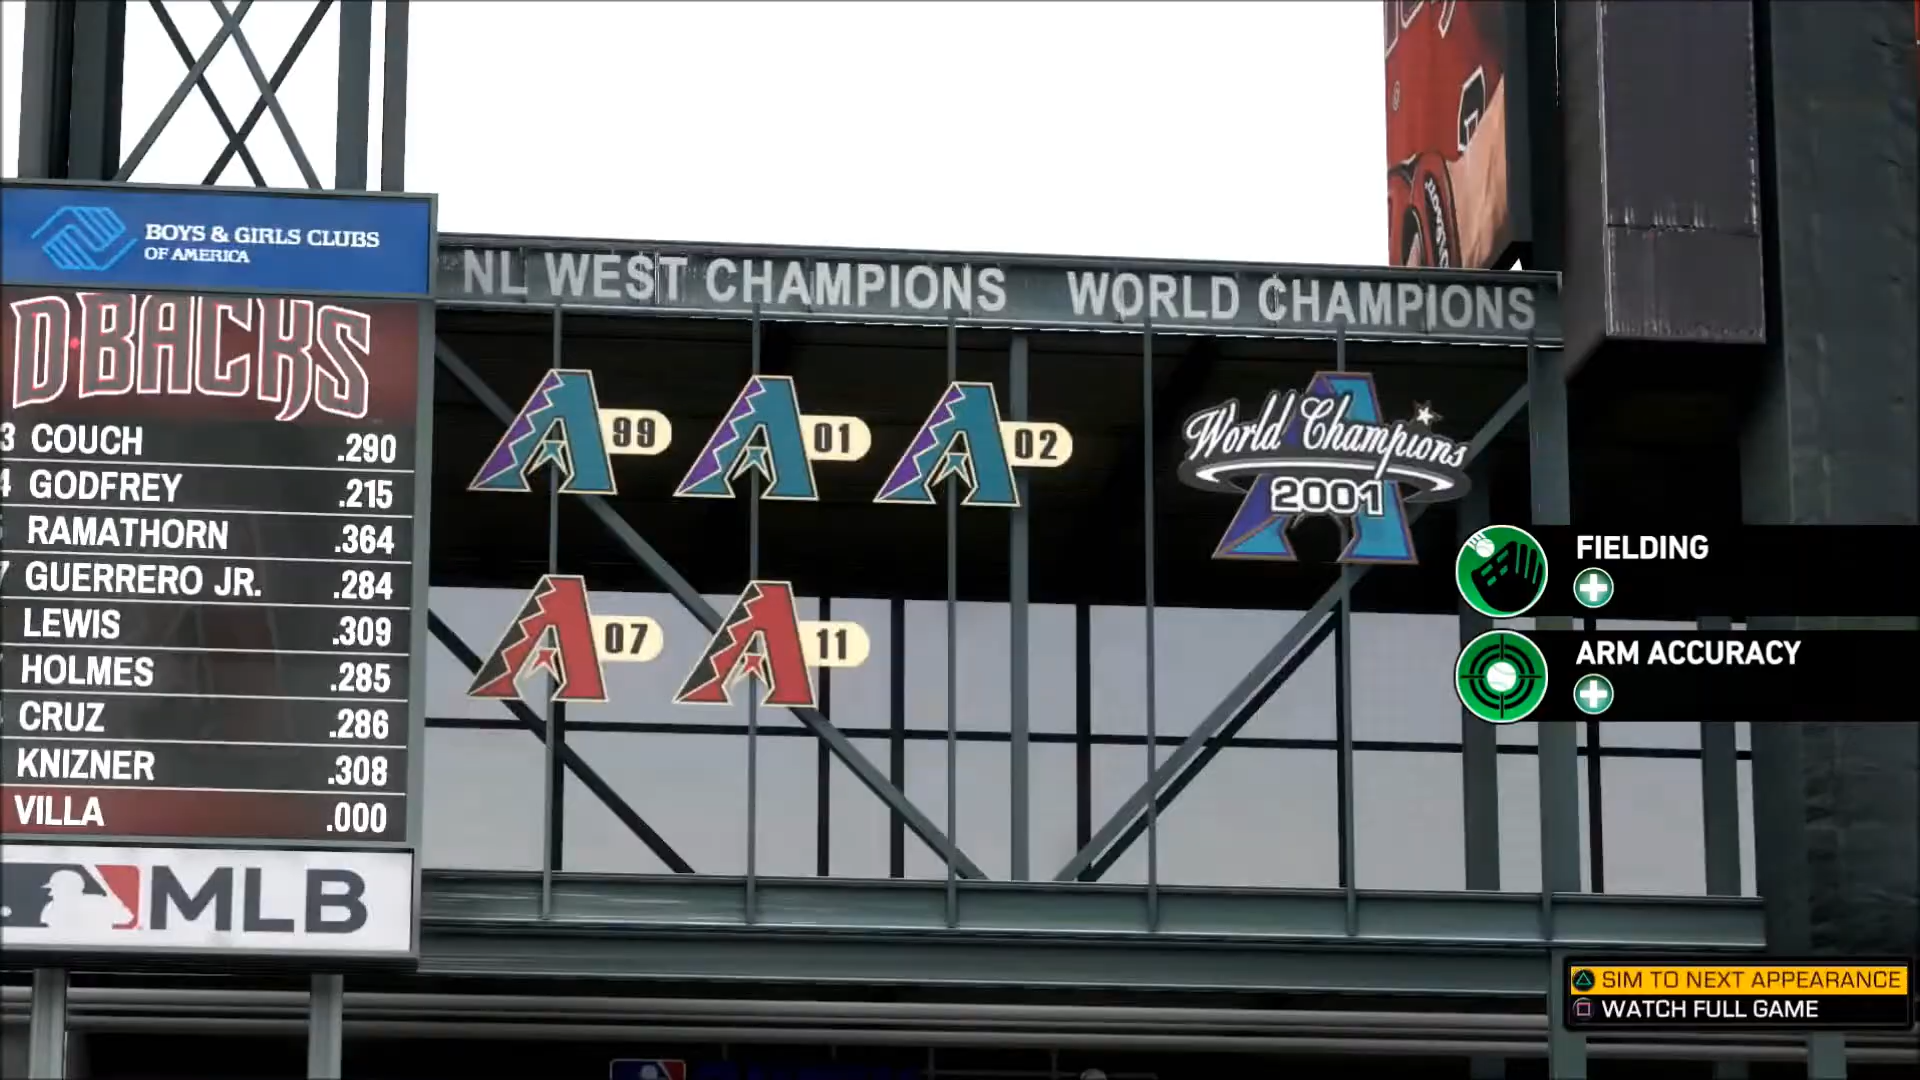 BOYS & GIRLS CLUBS
OF AMERICA
D-BACKS
3 COUCH .290
4 GODFREY .215
RAMATHORN .364
7 GUERRERO JR. .284
LEWIS .309
HOLMES .285
CRUZ .286
KNIZNER .308
VILLA .000
MLB
NL WEST CHAMPIONS
WORLD CHAMPIONS
99
01
02
World Champions
2001
07
11
FIELDING
ARM ACCURACY
SIM TO NEXT APPEARANCE
WATCH FULL GAME